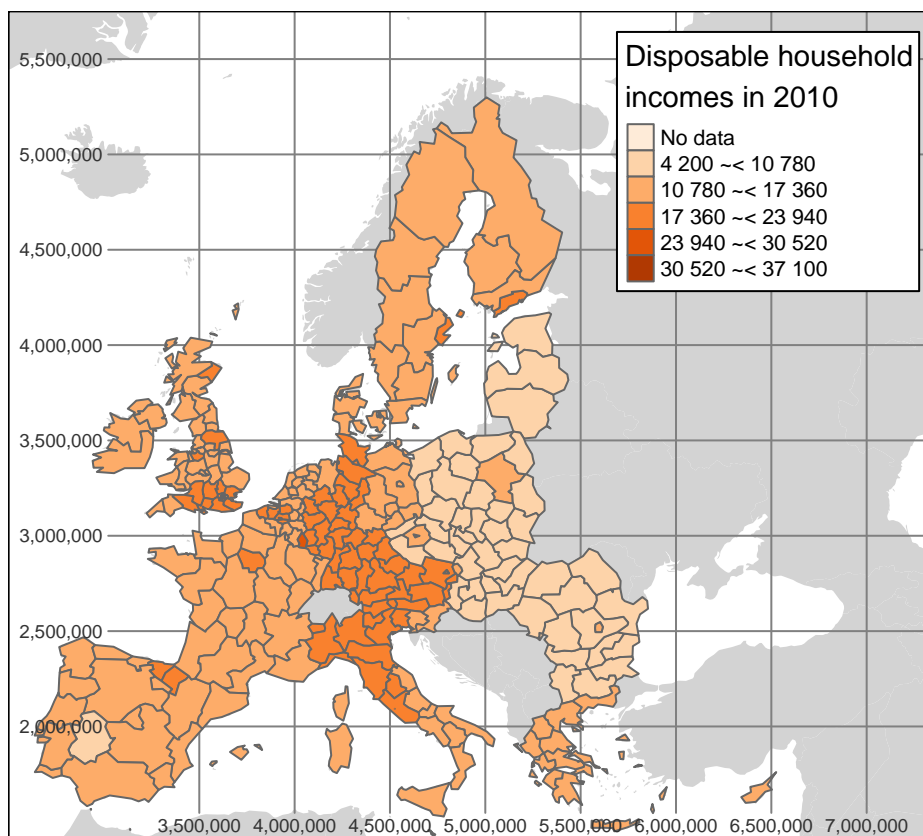 Disposable household
incomes in 2010
No data
4 200 ~< 10 780
10 780 ~< 17 360
17 360 ~< 23 940
23 940 ~< 30 520
30 520 ~< 37 100
5,500,000
5,000,000
4,500,000
4,000,000
3,500,000
3,000,000
2,500,000
2,000,000
3,500,000 4,000,000 4,500,000 5,000,000 5,500,000 6,000,000 6,500,000 7,000,000